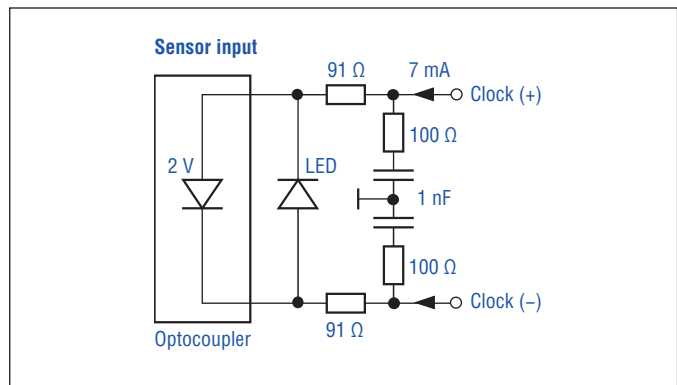 Sensor input
91 Ω
7 mA
Clock (+)
100 Ω
2 V
LED
1 nF
100 Ω
Clock (−)
91 Ω
Optocoupler